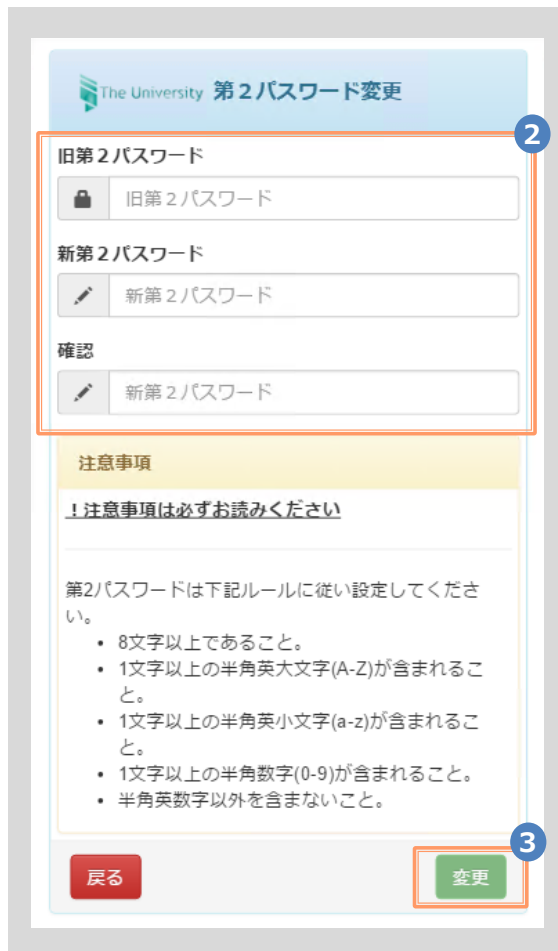 The University 第２パスワード変更
2
旧第２パスワード
旧第２パスワード
新第２パスワード
新第２パスワード
確認
新第２パスワード
注意事項
！注意事項は必ずお読みください
第2パスワードは下記ルールに従い設定してくださ
い。
• 8文字以上であること。
• 1文字以上の半角英大文字(A-Z)が含まれるこ
と。
• 1文字以上の半角英小文字(a-z)が含まれるこ
と。
• 1文字以上の半角数字(0-9)が含まれること。
• 半角英数字以外を含まないこと。
3
戻る 変更